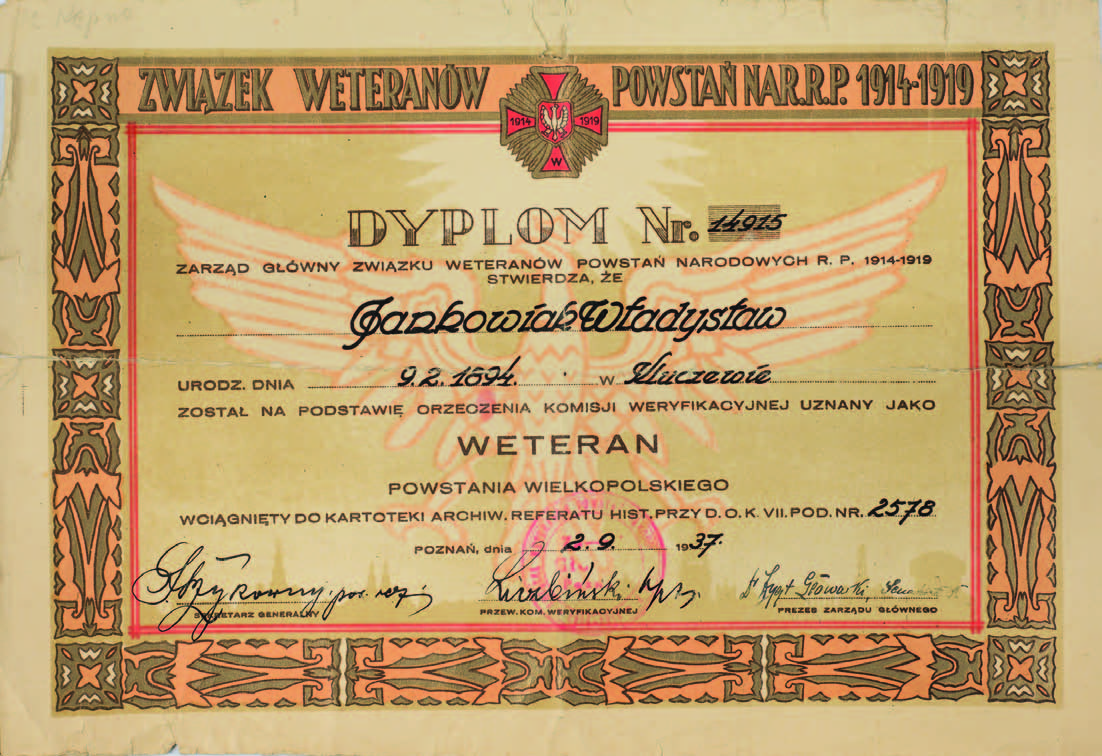 ZWIĄZEK WETERANÓW POWSTAŃ NAR. R. P. 1914-1919
1914 1919
W
DYPLOM Nr. 14915
ZARZĄD GŁÓWNY ZWIĄZKU WETERANÓW POWSTAŃ NARODOWYCH R. P. 1914-1919
STWIERDZA, ŻE
Jankowiak Władysław
URODZ. DNIA 9.2.1894. W Kluczewie
ZOSTAŁ NA PODSTAWIE ORZECZENIA KOMISJI WERYFIKACYJNEJ UZNANY JAKO
WETERAN
POWSTANIA WIELKOPOLSKIEGO
WCIĄGNIĘTY DO KARTOTEKI ARCHIW. REFERATU HIST. PRZY D. O. K. VII. POD. NR. 2578
POZNAŃ, dnia 2. 9. 1937.
SEKRETARZ GENERALNY PRZEW. KOM. WERYFIKACYJNEJ PREZES ZARZĄDU GŁÓWNEGO